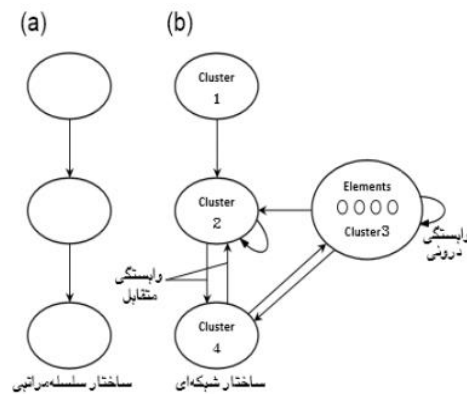 (a)
(b)
Cluster
1
Cluster
2
Elements
Cluster3
وابستگی
درونی
وابستگی
متقابل
Cluster
4
ساختار سلسله‌مراتبی
ساختار شبکه‌ای